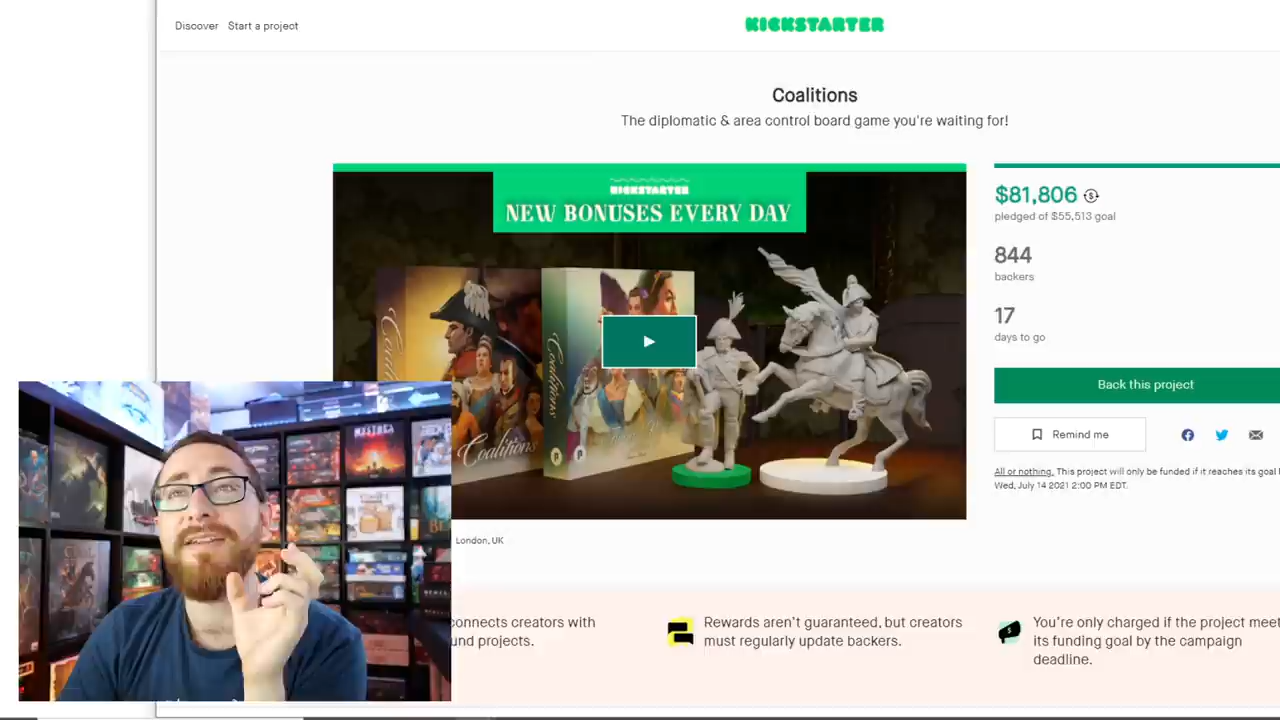 Discover Start a project
KICKSTARTER
Coalitions
The diplomatic & area control board game you're waiting for!
KICKSTARTER
NEW BONUSES EVERY DAY
Coalitions
Coalitions
Coalitions
$81,806
pledged of $55,513 goal
844
backers
17
days to go
Back this project
Remind me
All or nothing. This project will only be funded if it reaches its goal
Wed, July 14 2021 2:00 PM EDT.
London, UK
connects creators with
und projects.
Rewards aren't guaranteed, but creators
must regularly update backers.
You're only charged if the project meet
its funding goal by the campaign
deadline.